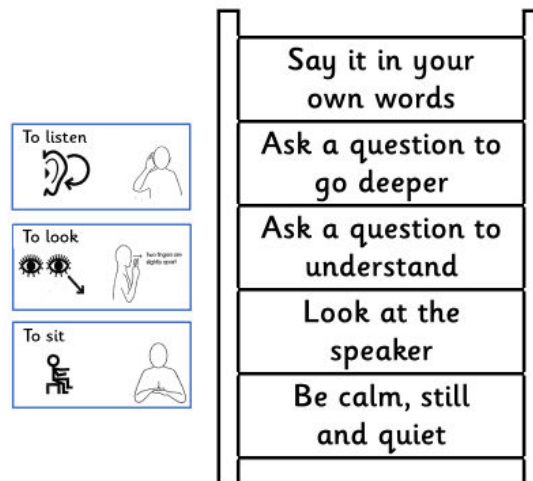 To listen
To look
Two fingers are
slightly apart
To sit
Say it in your
own words
Ask a question to
go deeper
Ask a question to
understand
Look at the
speaker
Be calm, still
and quiet